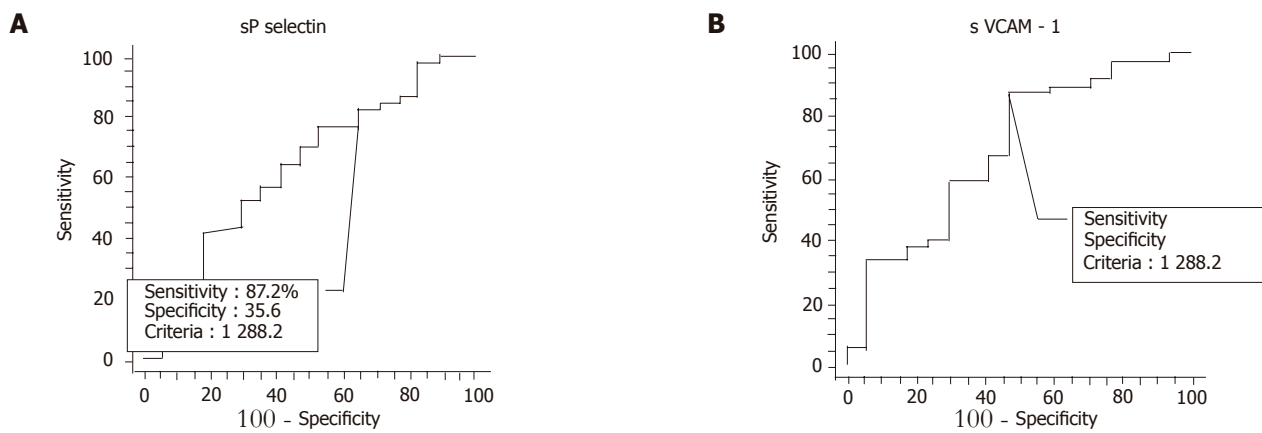 A
sP selectin
100
80
60
40
20
0
Sensitivity
Sensitivity : 87.2%
Specificity : 35.6
Criteria : 1 288.2
0 20 40 60 80 100
100 - Specificity
B
s VCAM - 1
100
80
60
40
20
0
Sensitivity
Sensitivity
Specificity
Criteria : 1 288.2
0 20 40 60 80 100
100 - Specificity